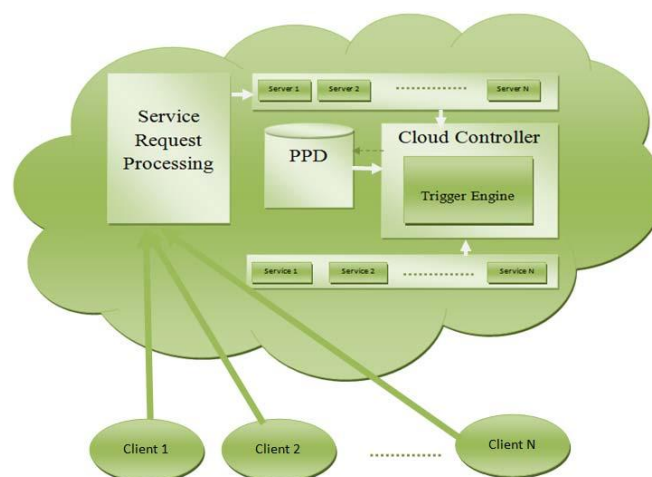 Service
Request
Processing
Server 1 Server 2 Server N
PPD
Cloud Controller
Trigger Engine
Service 1 Service 2 Service N
Client 1 Client 2 Client N